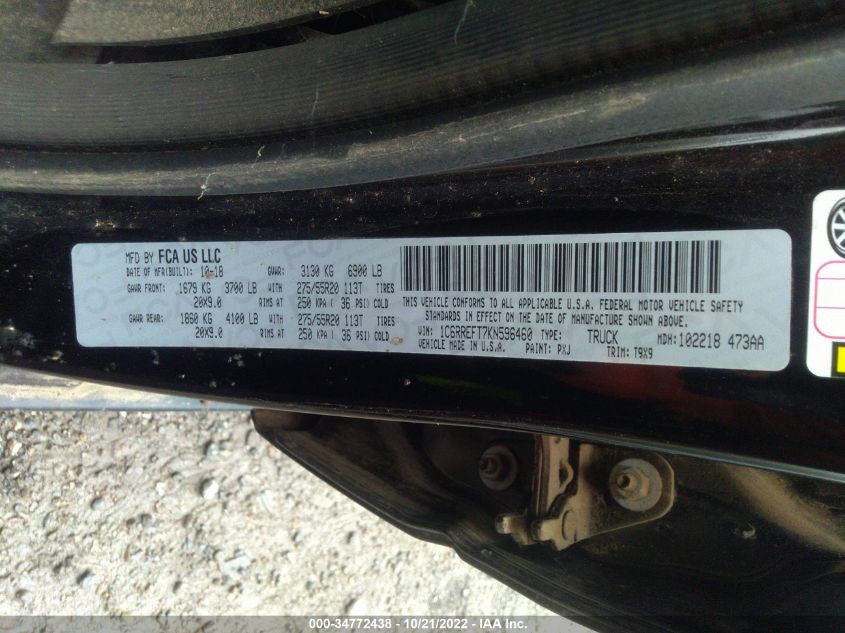 MFD BY FCA US LLC
DATE OF MFR(BUILT): 10-18 GVWR: 3130 KG 6900 LB
GAWR FRONT: 1679 KG 3700 LB WITH 275/55R20 113T TIRES
20X9.0 RIMS AT 250 KPA ( 36 PSI) COLD
GAWR REAR: 1860 KG 4100 LB WITH 275/55R20 113T TIRES
20X9.0 RIMS AT 250 KPA ( 36 PSI) COLD
THIS VEHICLE CONFORMS TO ALL APPLICABLE U.S.A. FEDERAL MOTOR VEHICLE SAFETY
STANDARDS IN EFFECT ON THE DATE OF MANUFACTURE SHOWN ABOVE.
VIN: 1C6RREFT7KN596460 TYPE: TRUCK MDH: 102218 473AA
VEHICLE MADE IN U.S.A. PAINT: PXJ TRIM: T9X9
000-34772438 - 10/21/2022 - IAA Inc.